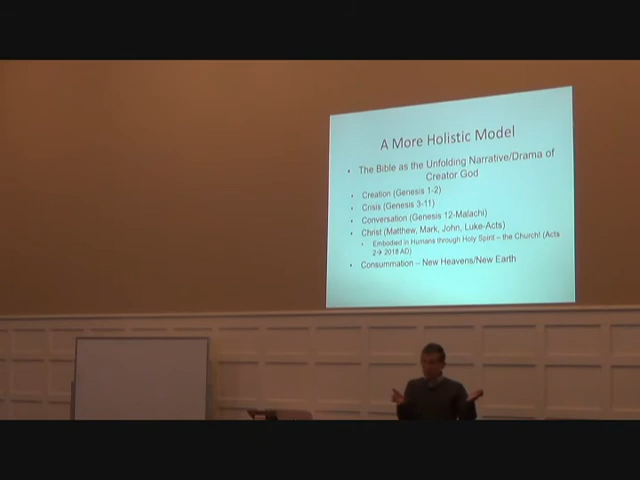 A More Holistic Model
• The Bible as the Unfolding Narrative/Drama of
Creator God
• Creation (Genesis 1-2)
• Crisis (Genesis 3-11)
• Conversation (Genesis 12-Malachi)
• Christ (Matthew, Mark, John, Luke-Acts)
• Embodied in Humans through Holy Spirit – the Church! (Acts
2→ 2018 AD)
• Consummation – New Heavens/New Earth